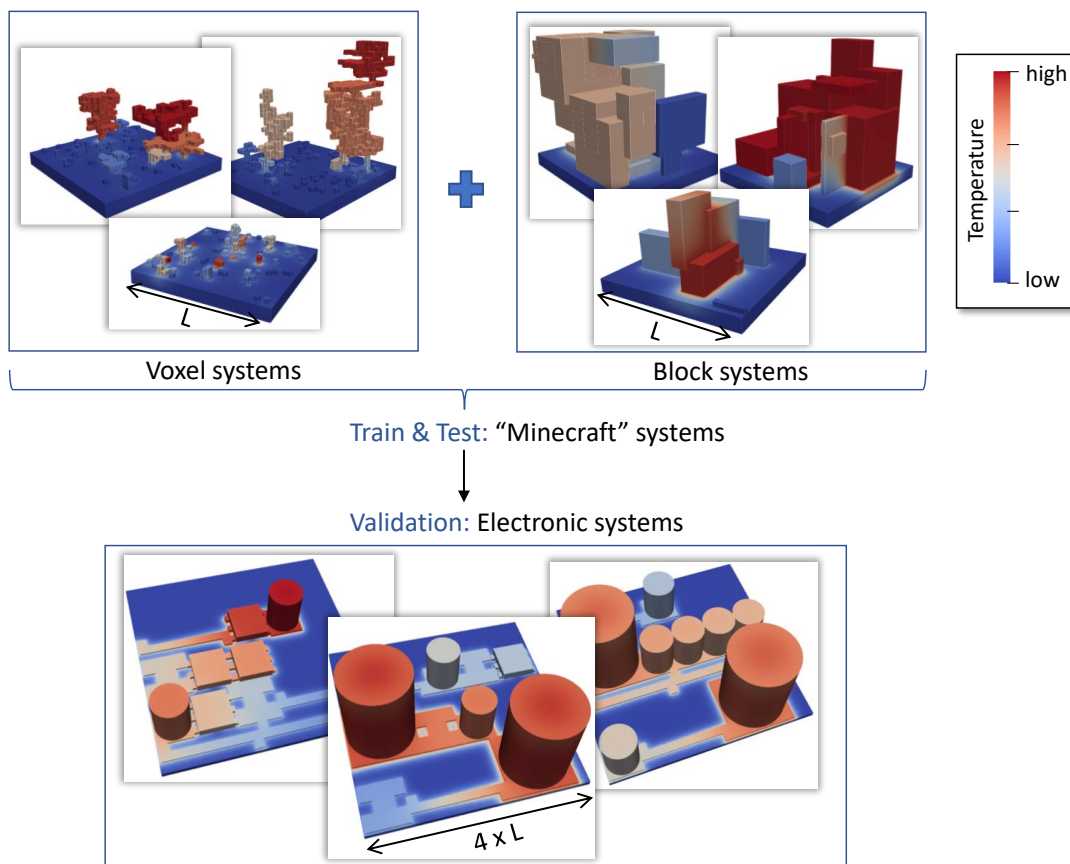 high
Temperature
low
L
L
Voxel systems
Block systems
Train & Test: “Minecraft” systems
Validation: Electronic systems
4 x L